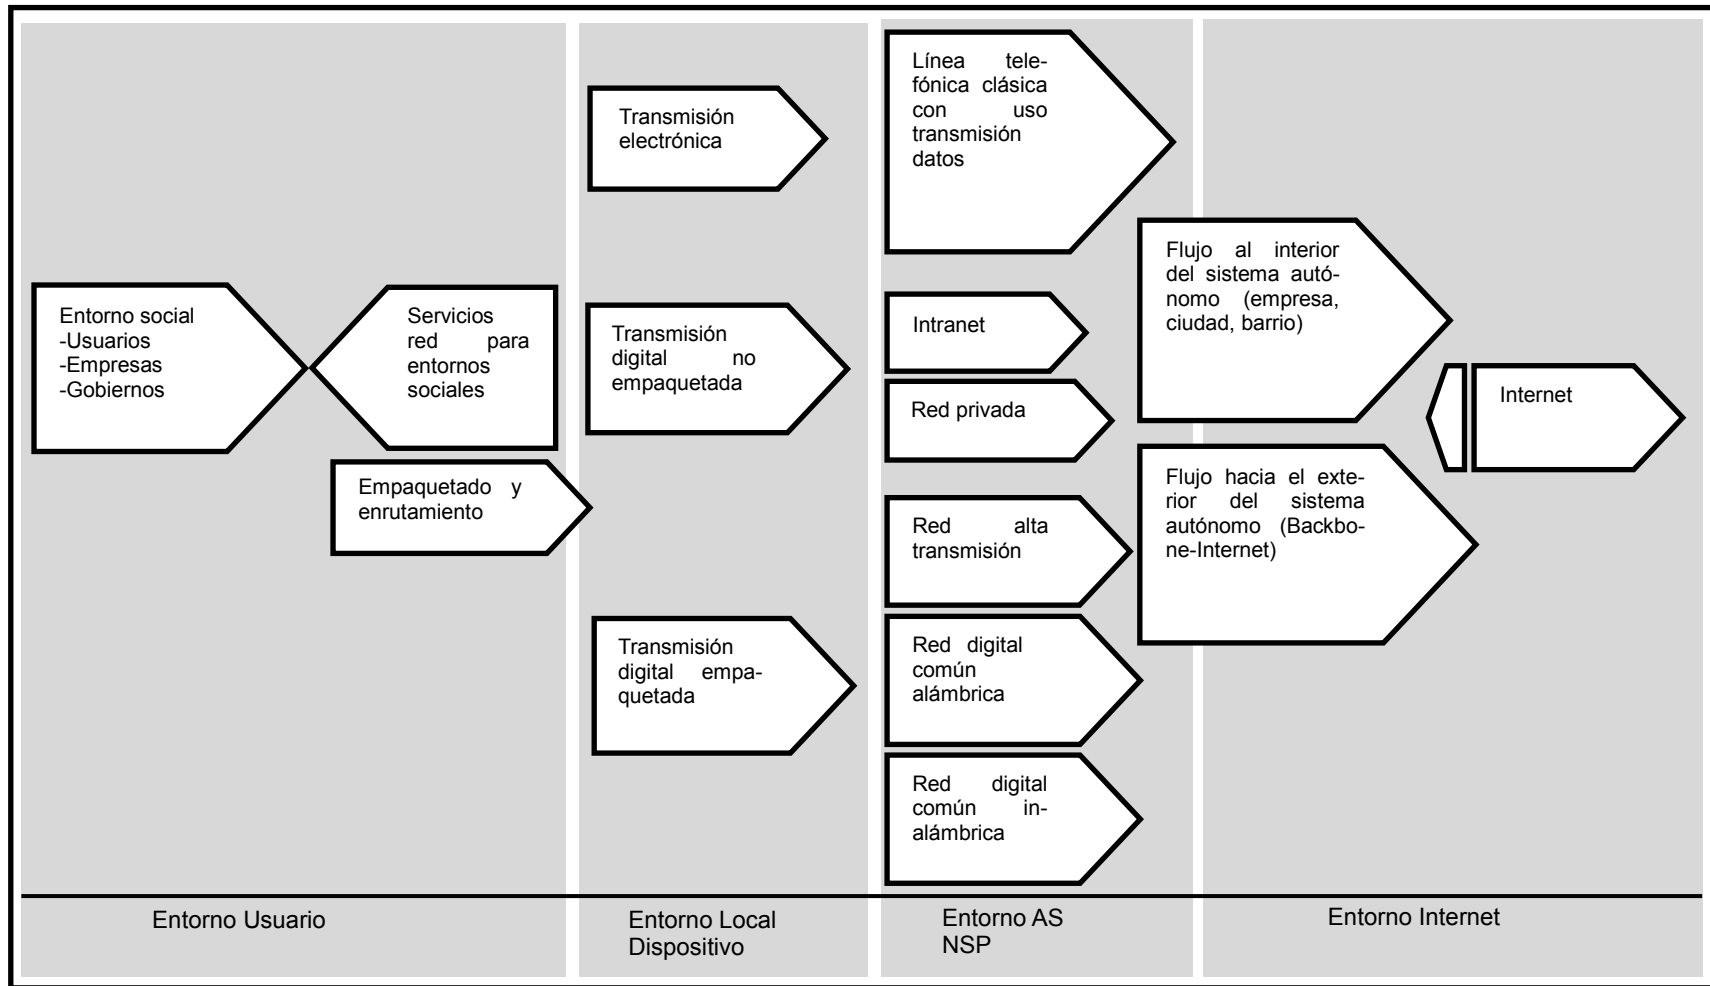 Entorno social
-Usuarios
-Empresas
-Gobiernos
Servicios
red para
entornos
sociales
Empaquetado y
enrutamiento
Transmisión
electrónica
Transmisión
digital no
empaquetada
Transmisión
digital empa-
quetada
Línea tele-
fónica clásica
con uso
transmisión
datos
Intranet
Red privada
Red alta
transmisión
Red digital
común
alámbrica
Red digital
común in-
alámbrica
Flujo al interior
del sistema autó-
nomo (empresa,
ciudad, barrio)
Flujo hacia el exte-
rior del sistema
autónomo (Backbo-
ne-Internet)
Internet
Entorno Usuario
Entorno Local
Dispositivo
Entorno AS
NSP
Entorno Internet